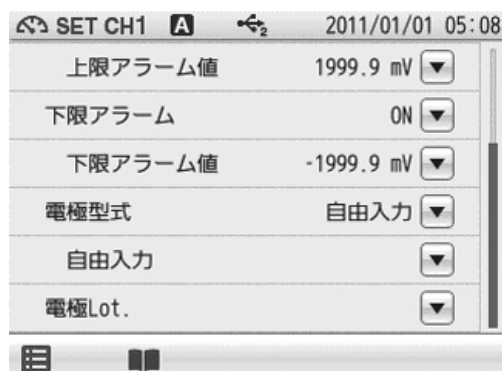 SET CH1 A 2 2011/01/01 05:08
上限アラーム値 1999.9 mV
下限アラーム ON
下限アラーム値 -1999.9 mV
電極型式 自由入力
自由入力
電極Lot.